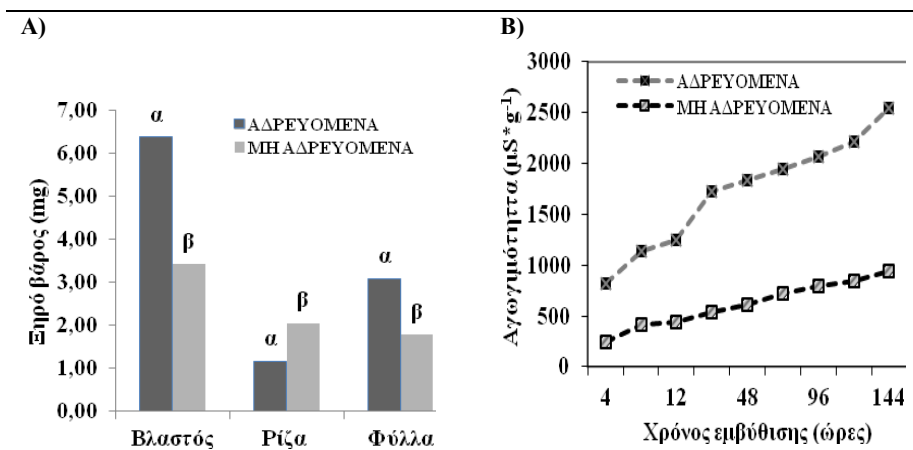 Α)
Ξηρό βάρος (mg)
7,00
6,00
5,00
4,00
3,00
2,00
1,00
0,00
α
β
α
β
α
β
ΑΔΡΕΥΟΜΕΝΑ
ΜΗ ΑΔΡΕΥΟΜΕΝΑ
Βλαστός Ρίζα Φύλλα
Β)
Αγωγιμότηττα (μS*g-1)
3000
2500
2000
1500
1000
500
0
ΑΔΡΕΥΟΜΕΝΑ
ΜΗ ΑΔΡΕΥΟΜΕΝΑ
4 12 48 96 144
Χρόνος εμβύθισης (ώρες)